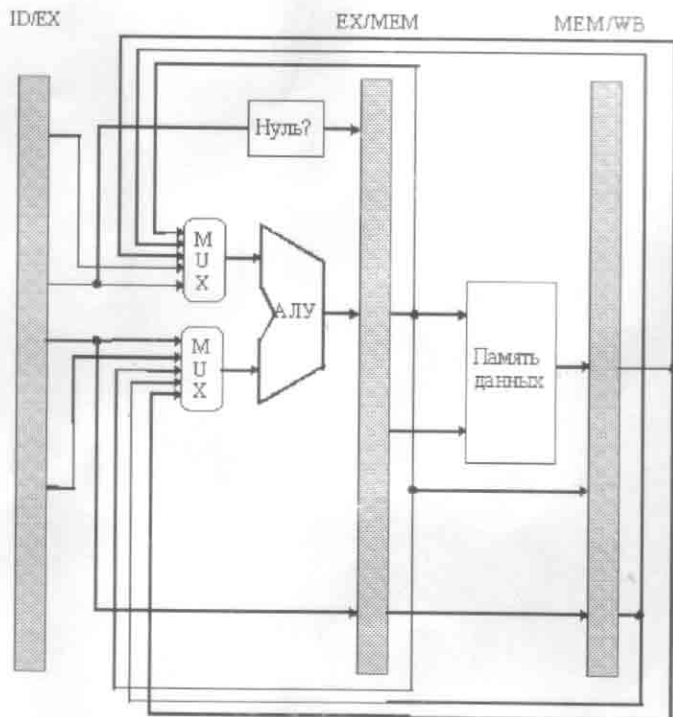 ID/EX
EX/MEM
MEM/WB
Нуль?
M
U
X
АЛУ
M
U
X
Память
данных